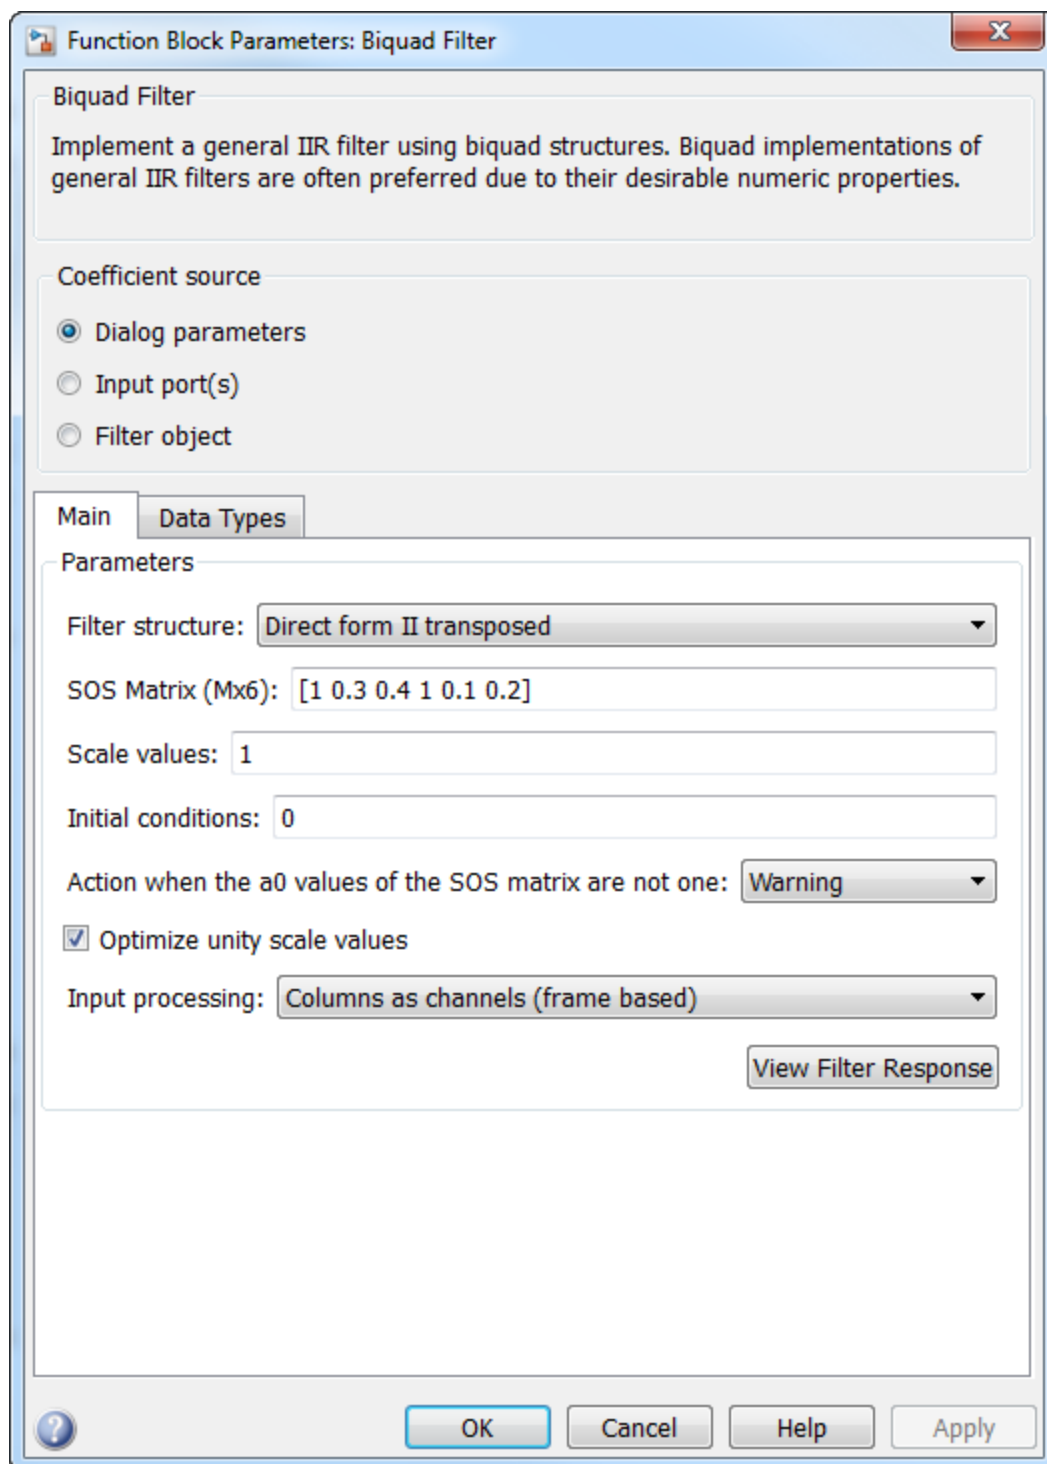 Function Block Parameters: Biquad Filter
x
Biquad Filter
Implement a general IIR filter using biquad structures. Biquad implementations of
general IIR filters are often preferred due to their desirable numeric properties.
Coefficient source
Dialog parameters
Input port(s)
Filter object
Main Data Types
Parameters
Filter structure: Direct form II transposed
SOS Matrix (Mx6): [1 0.3 0.4 1 0.1 0.2]
Scale values: 1
Initial conditions: 0
Action when the a0 values of the SOS matrix are not one: Warning
Optimize unity scale values
Input processing: Columns as channels (frame based)
View Filter Response
? OK Cancel Help Apply